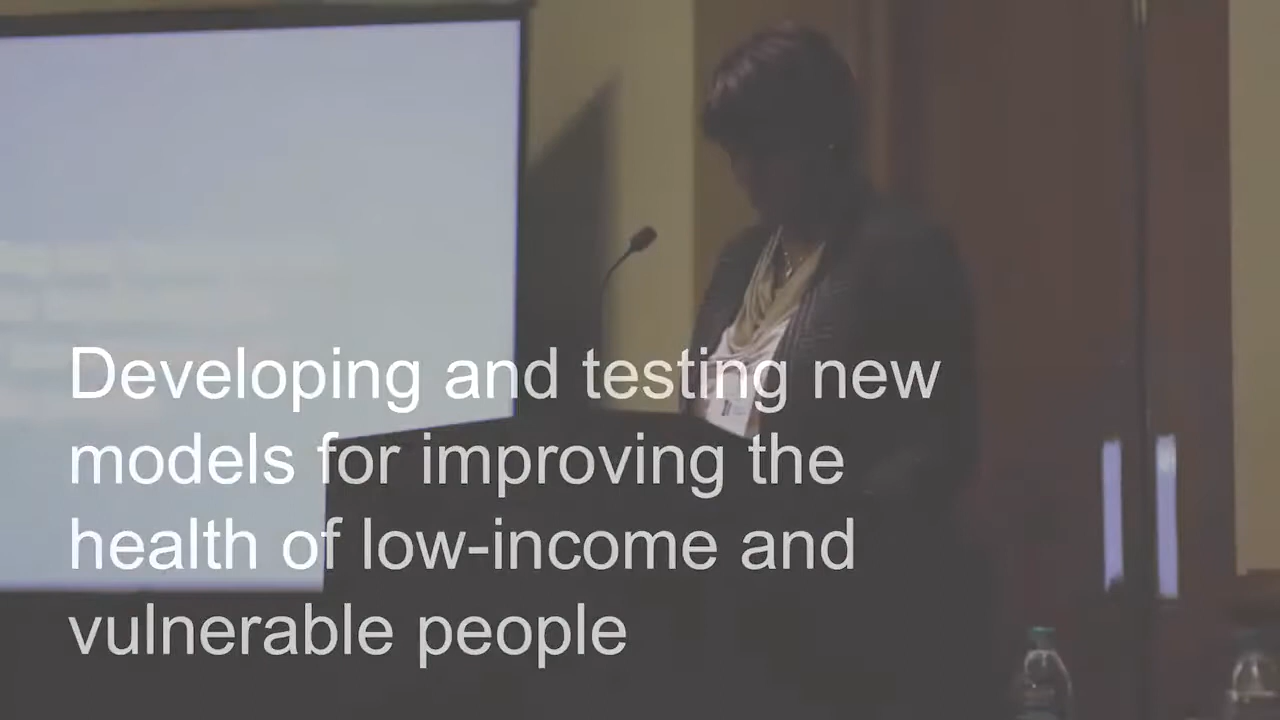 Developing and testing new
models for improving the
health of low-income and
vulnerable people